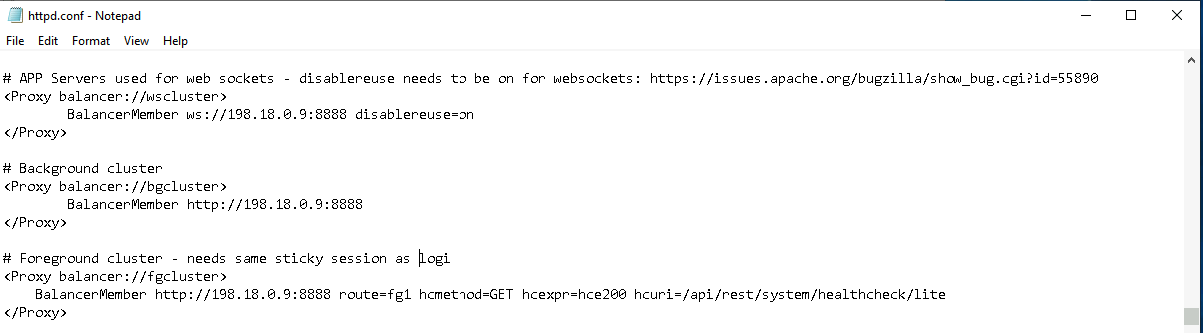 httpd.conf - Notepad
File Edit Format View Help
# APP Servers used for web sockets - disablereuse needs to be on for websockets: https://issues.apache.org/bugzilla/show_bug.cgi?id=55890
<Proxy balancer://wscluster>
BalancerMember ws://198.18.0.9:8888 disablereuse=on
</Proxy>
# Background cluster
<Proxy balancer://bgcluster>
BalancerMember http://198.18.0.9:8888
</Proxy>
# Foreground cluster - needs same sticky session as logi
<Proxy balancer://fgcluster>
BalancerMember http://198.18.0.9:8888 route=fg1 hcmethod=GET hcexpr=hce200 hcuri=/api/rest/system/healthcheck/lite
</Proxy>